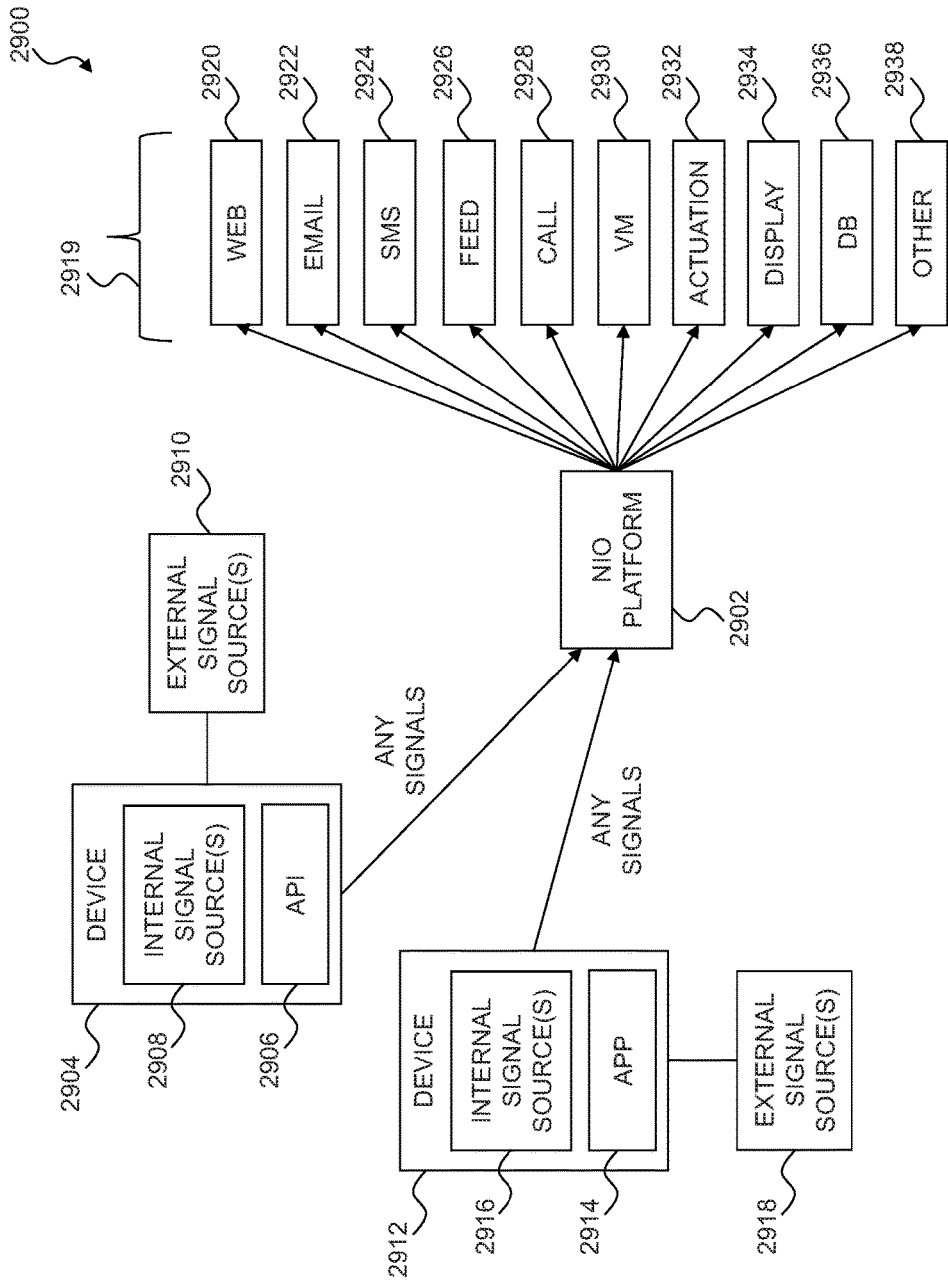 2900
2919
WEB
2920
EMAIL
2922
SMS
2924
FEED
2926
CALL
2928
VM
2930
ACTUATION
2932
DISPLAY
2934
DB
2936
OTHER
2938
NIO
PLATFORM
2902
EXTERNAL
SIGNAL
SOURCE(S)
2910
DEVICE
INTERNAL
SIGNAL
SOURCE(S)
API
2904
2908
2906
ANY
SIGNALS
ANY
SIGNALS
DEVICE
INTERNAL
SIGNAL
SOURCE(S)
APP
2912
2916
2914
EXTERNAL
SIGNAL
SOURCE(S)
2918